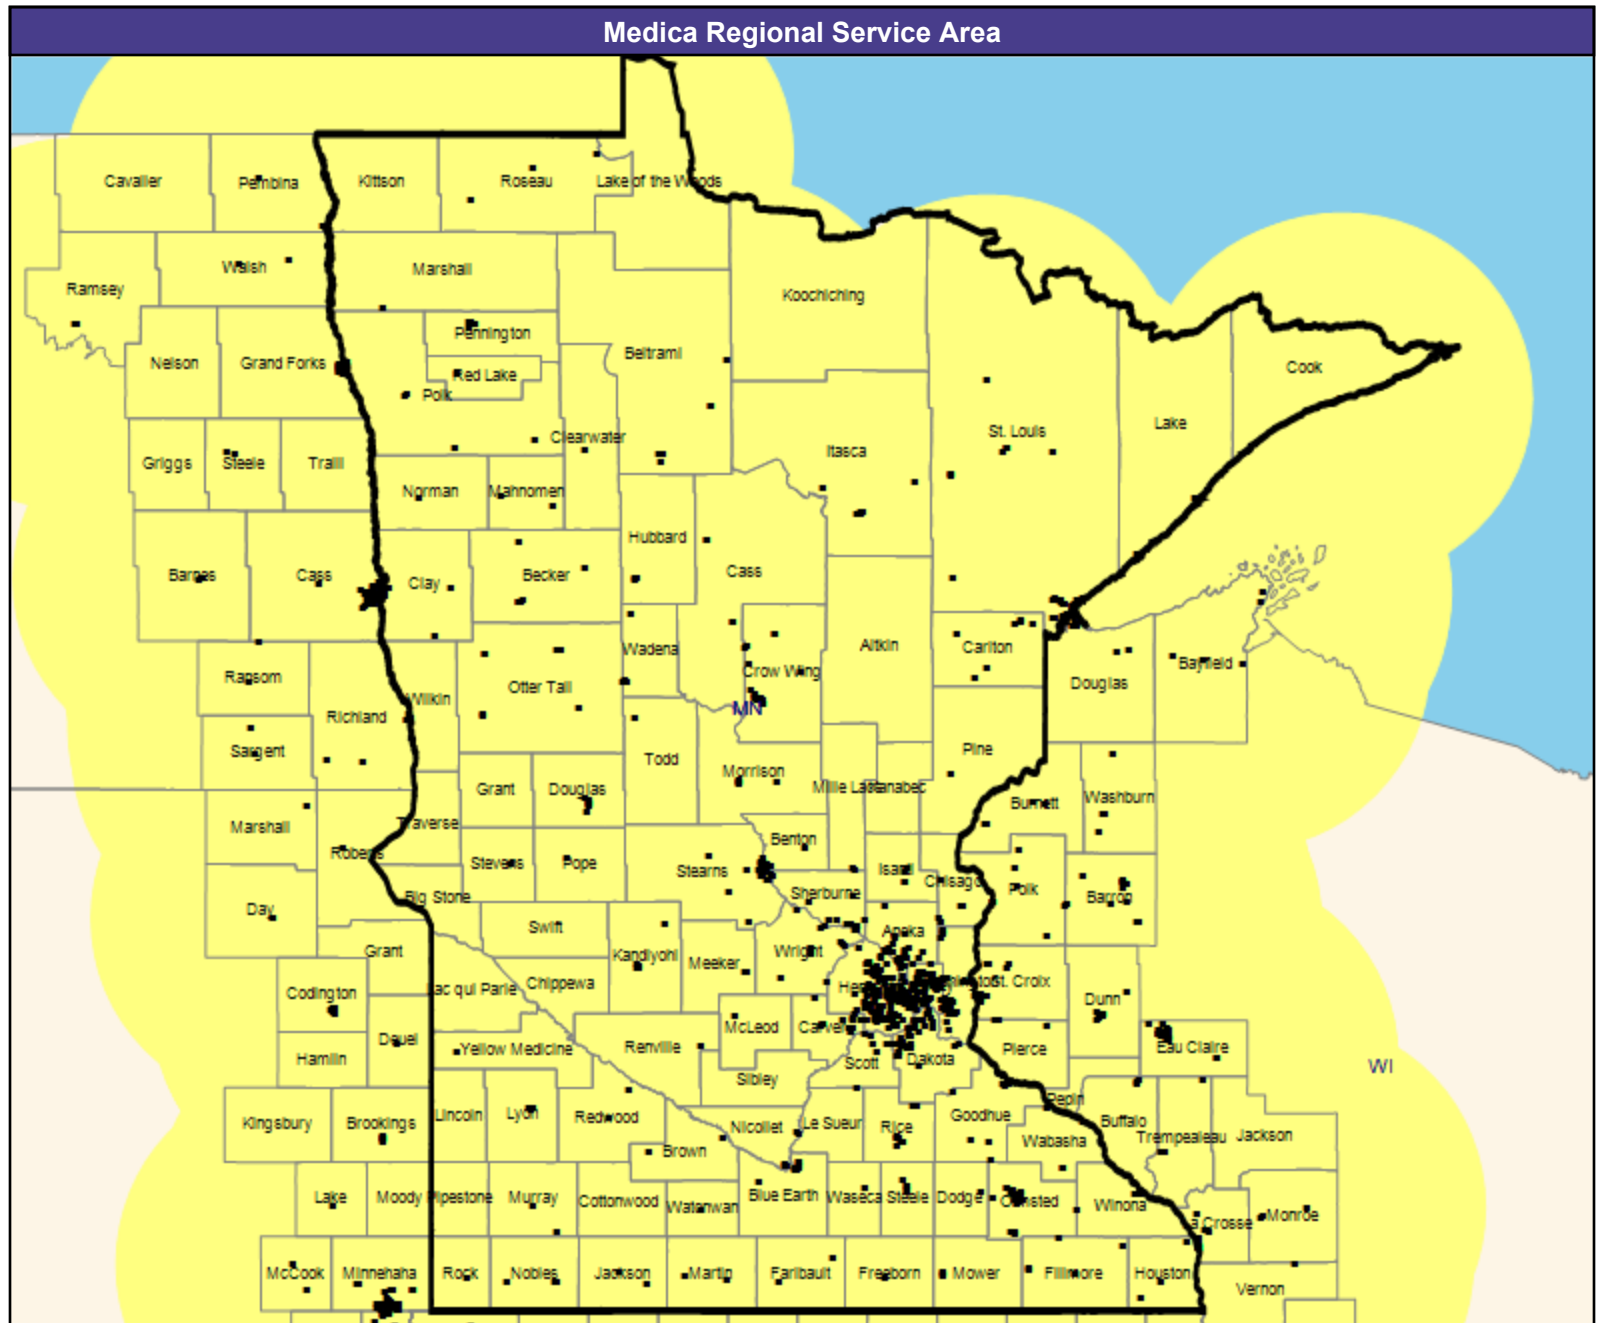 Medica Regional Service Area
Cavalier
Pembina
Kittson
Roseau
Lake of the Woods
Ramsey
Walsh
Marshall
Koochiching
Nelson
Grand Forks
Pennington
Red Lake
Polk
Beltrami
Cook
Lake
St. Louis
Itasca
Clearwater
Griggs
Steele
Traill
Norman
Mahnomen
Hubbard
Cass
Barnes
Cass
Clay
Becker
Wadena
Crow Wing
Aitkin
Carlton
Douglas
Bayfield
Ransom
Richland
Wilkin
Otter Tail
MN
Sargent
Todd
Morrison
Pine
Grant
Douglas
Mille Lacs
Kanabec
Burnett
Washburn
Marshall
Roberts
Traverse
Stevens
Pope
Stearns
Benton
Isanti
Chisago
Polk
Barron
Sherburne
Day
Big Stone
Swift
Kandiyohi
Anoka
Grant
Meeker
Wright
Codington
Lac qui Parle
Chippewa
St. Croix
Dunn
Deuel
McLeod
Carver
Hamlin
Yellow Medicine
Renville
Sibley
Scott
Dakota
Pierce
Eau Claire
WI
Kingsbury
Brookings
Lincoln
Lyon
Redwood
Brown
Nicollet
Le Sueur
Rice
Goodhue
Wabasha
Pepin
Buffalo
Trempealeau
Jackson
Lake
Moody
Pipestone
Murray
Cottonwood
Watonwan
Blue Earth
Waseca
Steele
Dodge
Olmsted
Winona
La Crosse
Monroe
McCook
Minnehaha
Rock
Nobles
Jackson
Martin
Faribault
Freeborn
Mower
Fillmore
Houston
Vernon